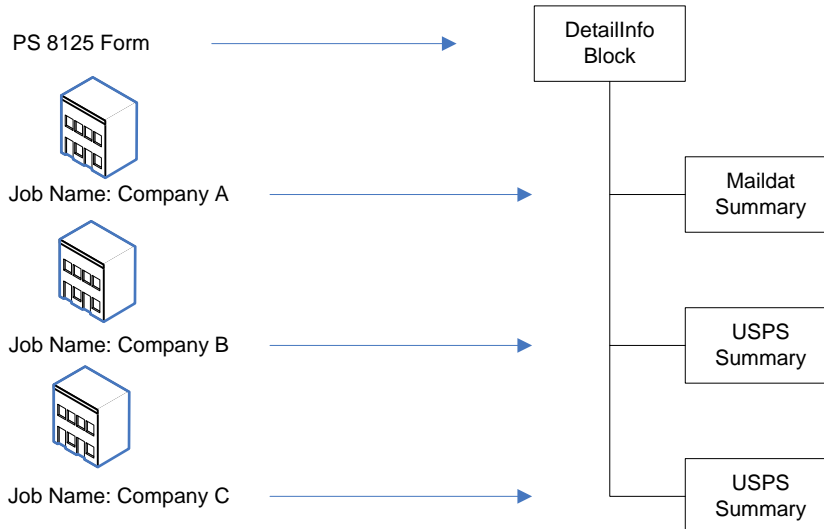 PS 8125 Form
DetailInfo
Block
Job Name: Company A
Maildat
Summary
Job Name: Company B
USPS
Summary
Job Name: Company C
USPS
Summary